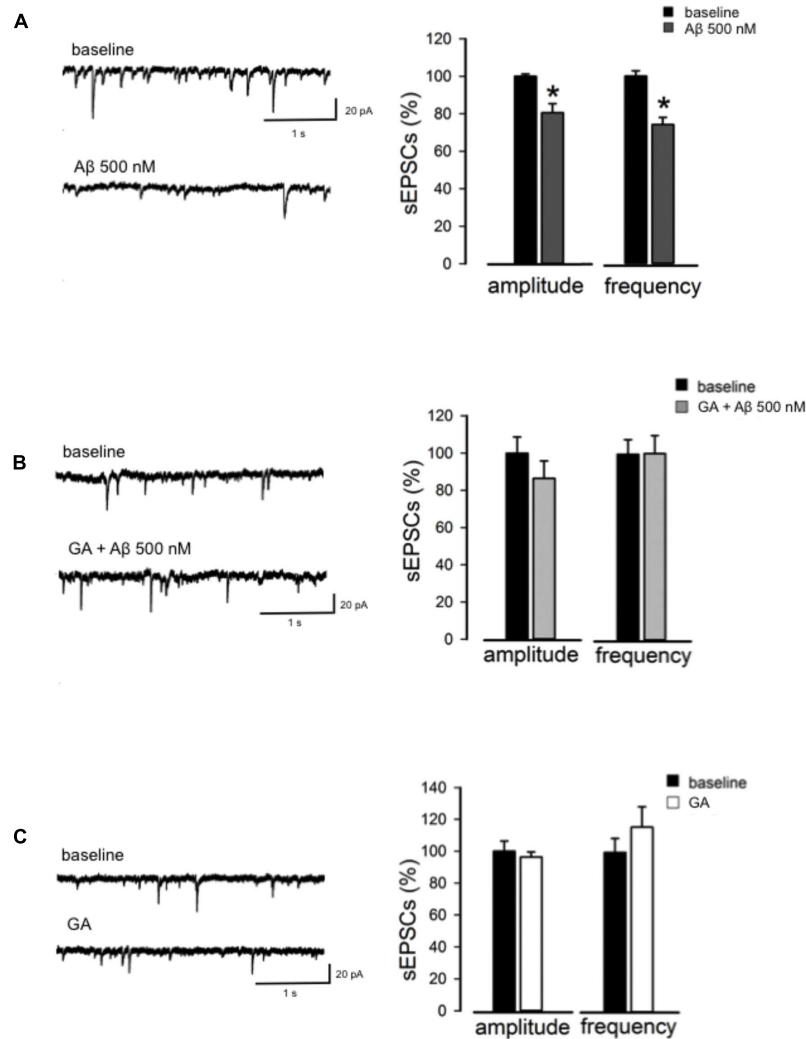 A
baseline
20 pA
1 s
Aβ 500 nM
baseline
Aβ 500 nM
sEPSCs (%)
120
100
80
60
40
20
0
*
*
amplitude
frequency
B
baseline
GA + Aβ 500 nM
20 pA
1 s
baseline
GA + Aβ 500 nM
sEPSCs (%)
120
100
80
60
40
20
0
amplitude
frequency
C
baseline
GA
20 pA
1 s
baseline
GA
sEPSCs (%)
140
120
100
80
60
40
20
0
amplitude
frequency